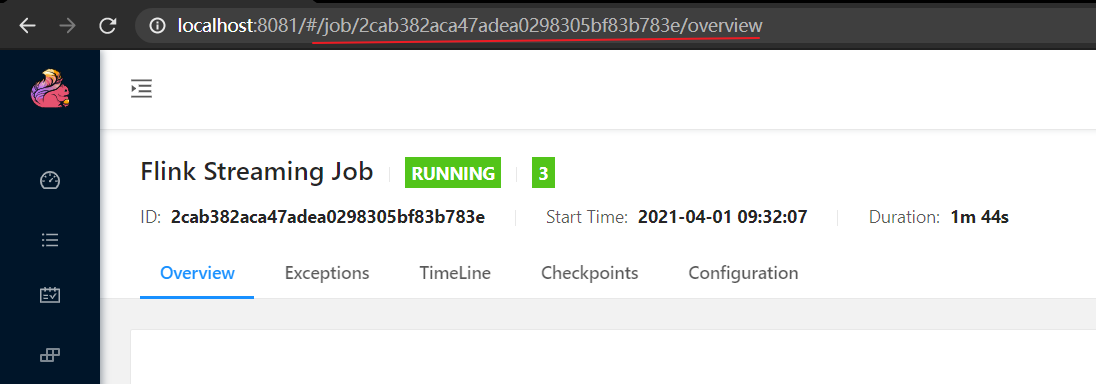 localhost:8081/#/job/2cab382aca47adea0298305bf83b783e/overview
Flink Streaming Job RUNNING 3
ID: 2cab382aca47adea0298305bf83b783e Start Time: 2021-04-01 09:32:07 Duration: 1m 44s
Overview Exceptions TimeLine Checkpoints Configuration